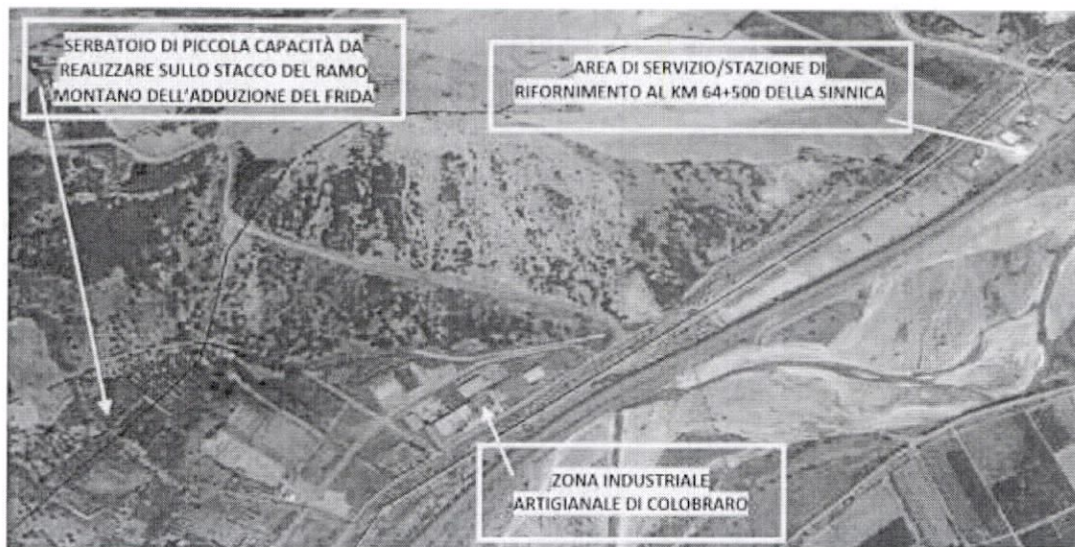 SERBATOIO DI PICCOLA CAPACITÀ DA
REALIZZARE SULLO STACCO DEL RAMO
MONTANO DELL'ADDUZIONE DEL FRIDA
AREA DI SERVIZIO/STAZIONE DI
RIFORNIMENTO AL KM 64+500 DELLA SINNICA
ZONA INDUSTRIALE
ARTIGIANALE DI COLOBRARO